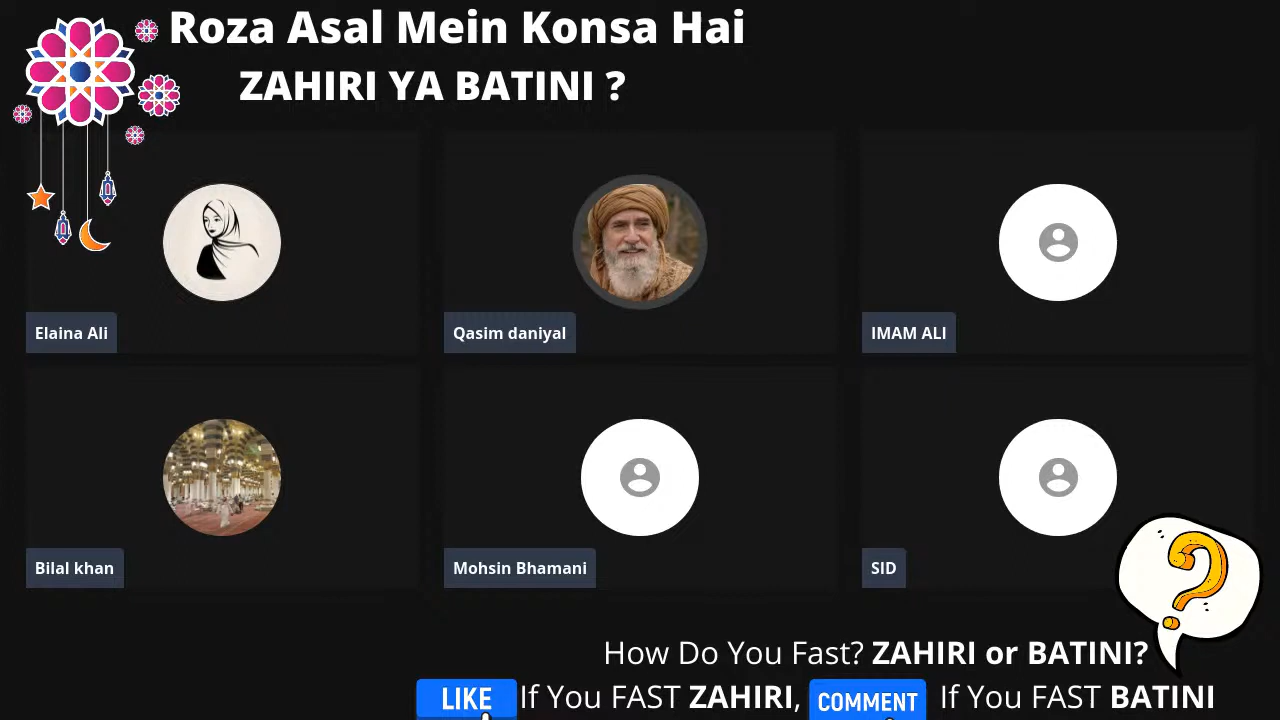 Roza Asal Mein Konsa Hai
ZAHIRI YA BATINI ?
Elaina Ali
Qasim daniyal
IMAM ALI
Bilal khan
Mohsin Bhamani
SID
How Do You Fast? ZAHIRI or BATINI?
LIKE If You FAST ZAHIRI, COMMENT If You FAST BATINI